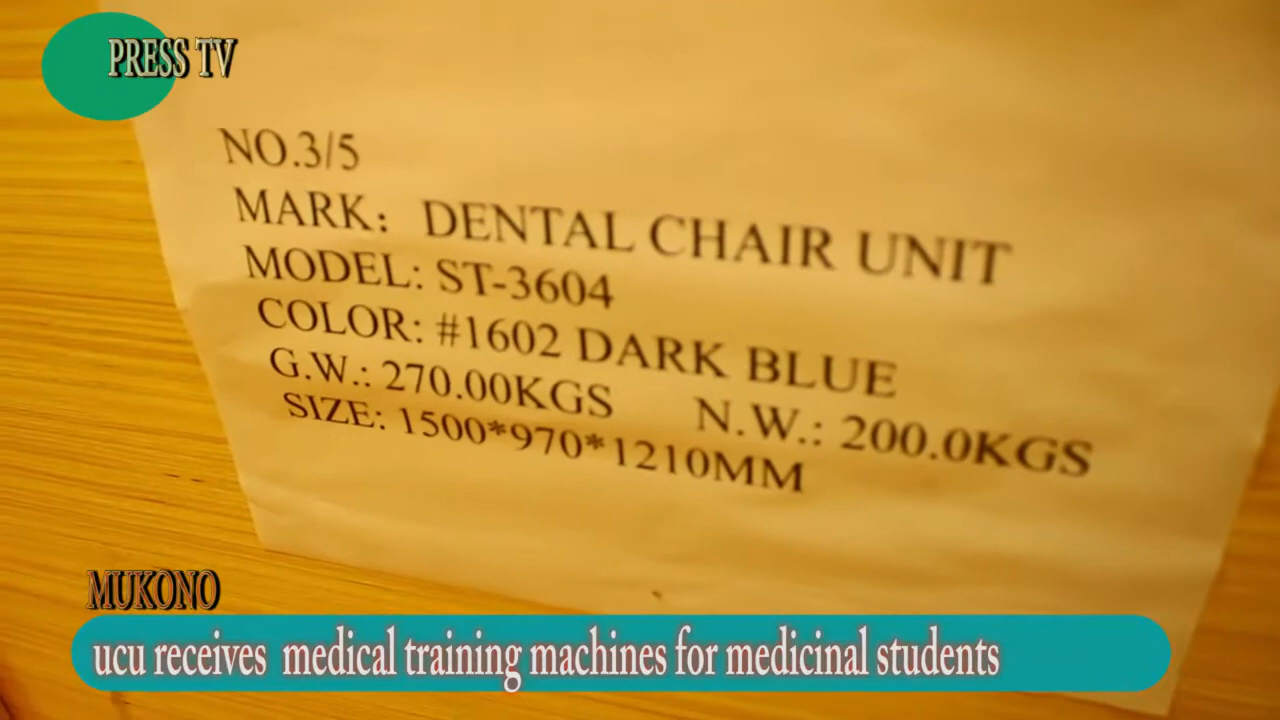 PRESS TV
NO.3/5
MARK: DENTAL CHAIR UNIT
MODEL: ST-3604
COLOR: #1602 DARK BLUE
G.W.: 270.00KGS N.W.: 200.0KGS
SIZE: 1500*970*1210MM
MUKONO
ucu receives medical training machines for medicinal students